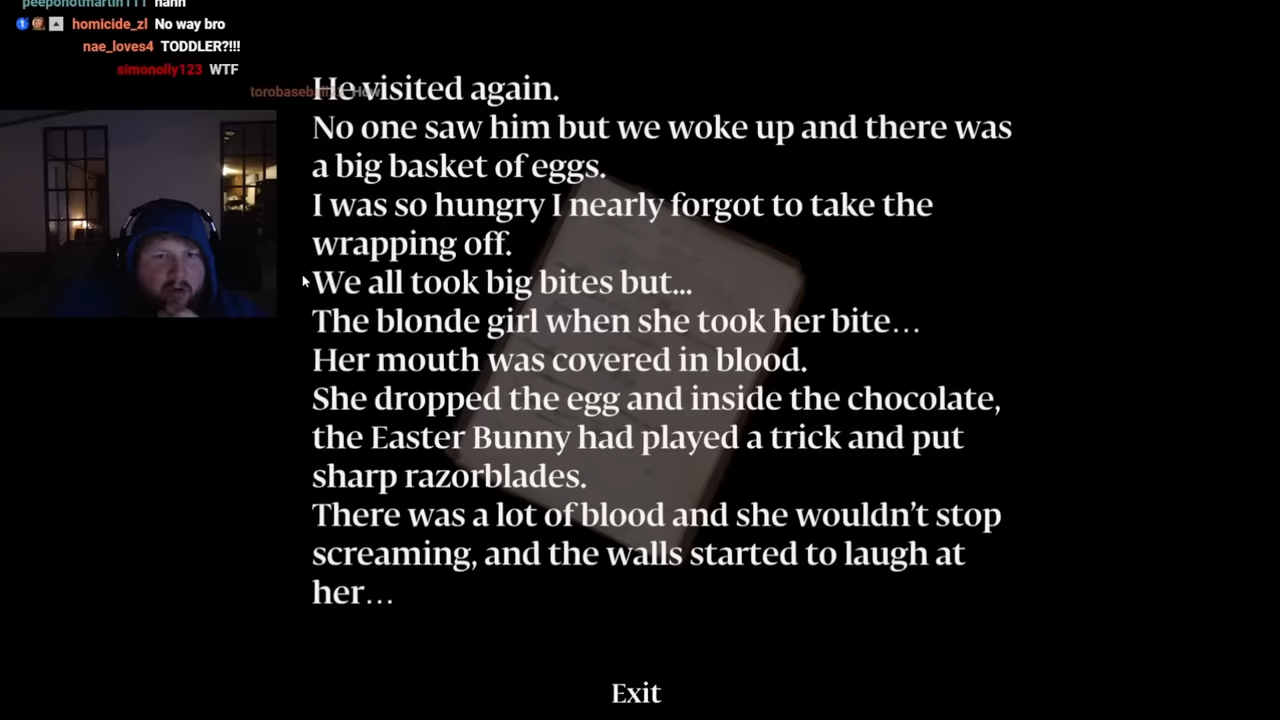 peepohotmartin111 nahh
homicide_zl No way bro
nae_loves4 TODDLER?!!!
simonolly123 WTF
He visited again.
No one saw him but we woke up and there was
a big basket of eggs.
I was so hungry I nearly forgot to take the
wrapping off.
We all took big bites but...
The blonde girl when she took her bite…
Her mouth was covered in blood.
She dropped the egg and inside the chocolate,
the Easter Bunny had played a trick and put
sharp razorblades.
There was a lot of blood and she wouldn’t stop
screaming, and the walls started to laugh at
her…
Exit